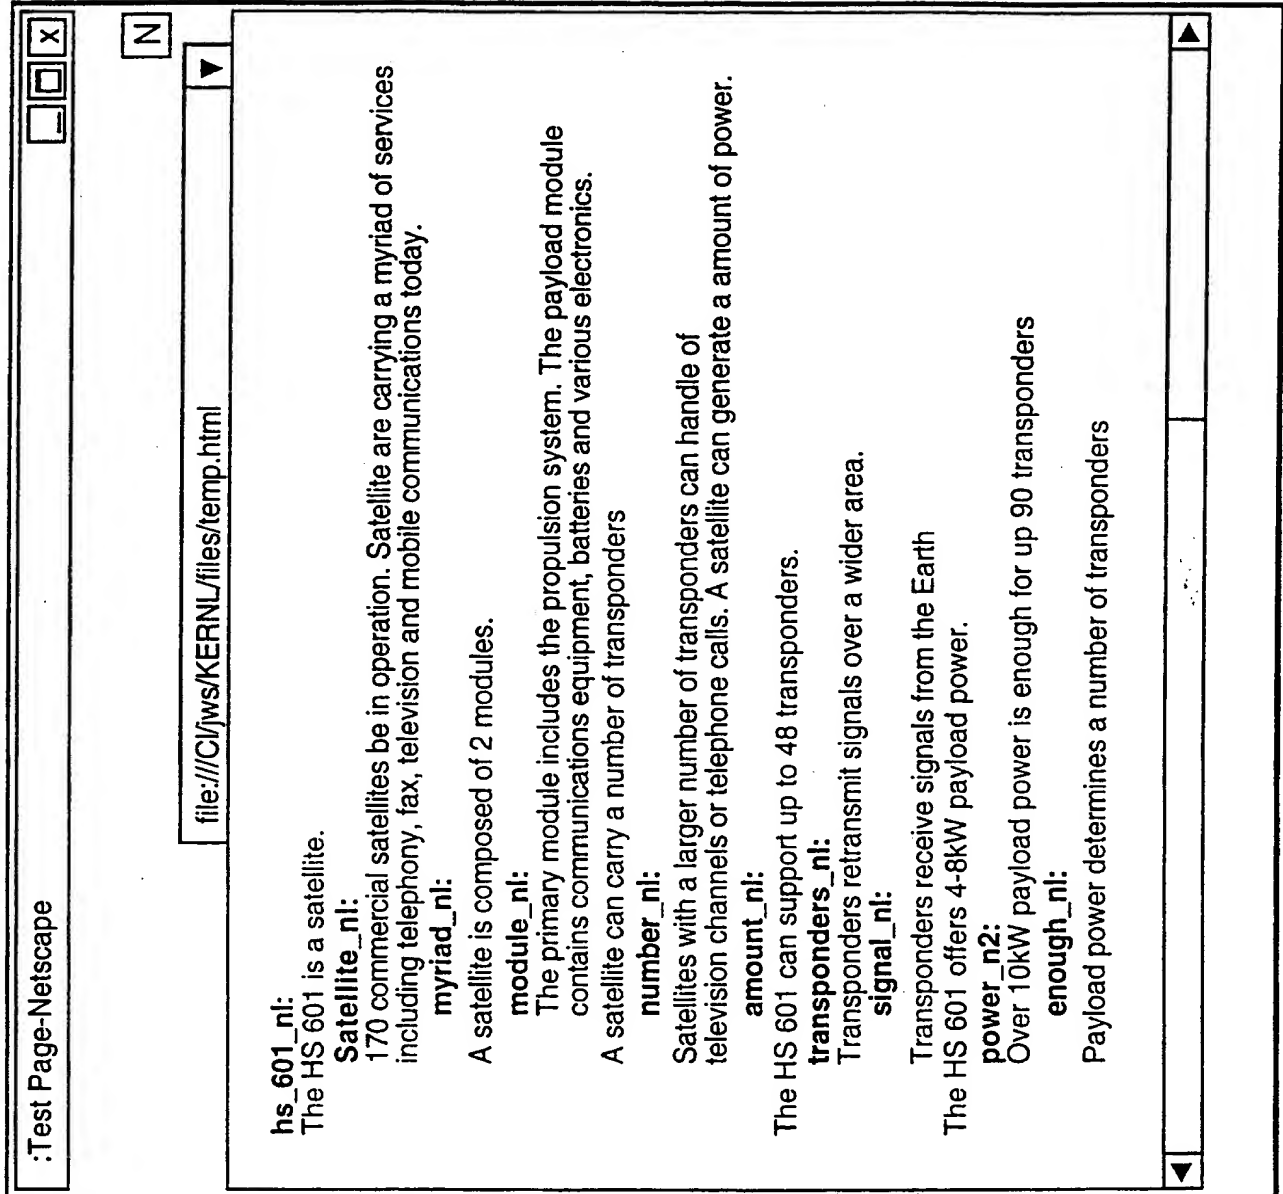 :Test Page-Netscape
_ X
N
file:///C|/jws/KERNL/files/temp.html
hs_601_nl:
The HS 601 is a satellite.
Satellite_nl:
170 commercial satellites be in operation. Satellite are carrying a myriad of services
including telephony, fax, television and mobile communications today.
myriad_nl:
A satellite is composed of 2 modules.
module_nl:
The primary module includes the propulsion system. The payload module
contains communications equipment, batteries and various electronics.
A satellite can carry a number of transponders
number_nl:
Satellites with a larger number of transponders can handle of
television channels or telephone calls. A satellite can generate a amount of power.
amount_nl:
The HS 601 can support up to 48 transponders.
transponders_nl:
Transponders retransmit signals over a wider area.
signal_nl:
Transponders receive signals from the Earth
The HS 601 offers 4-8kW payload power.
power_n2:
Over 10kW payload power is enough for up 90 transponders
enough_nl:
Payload power determines a number of transponders